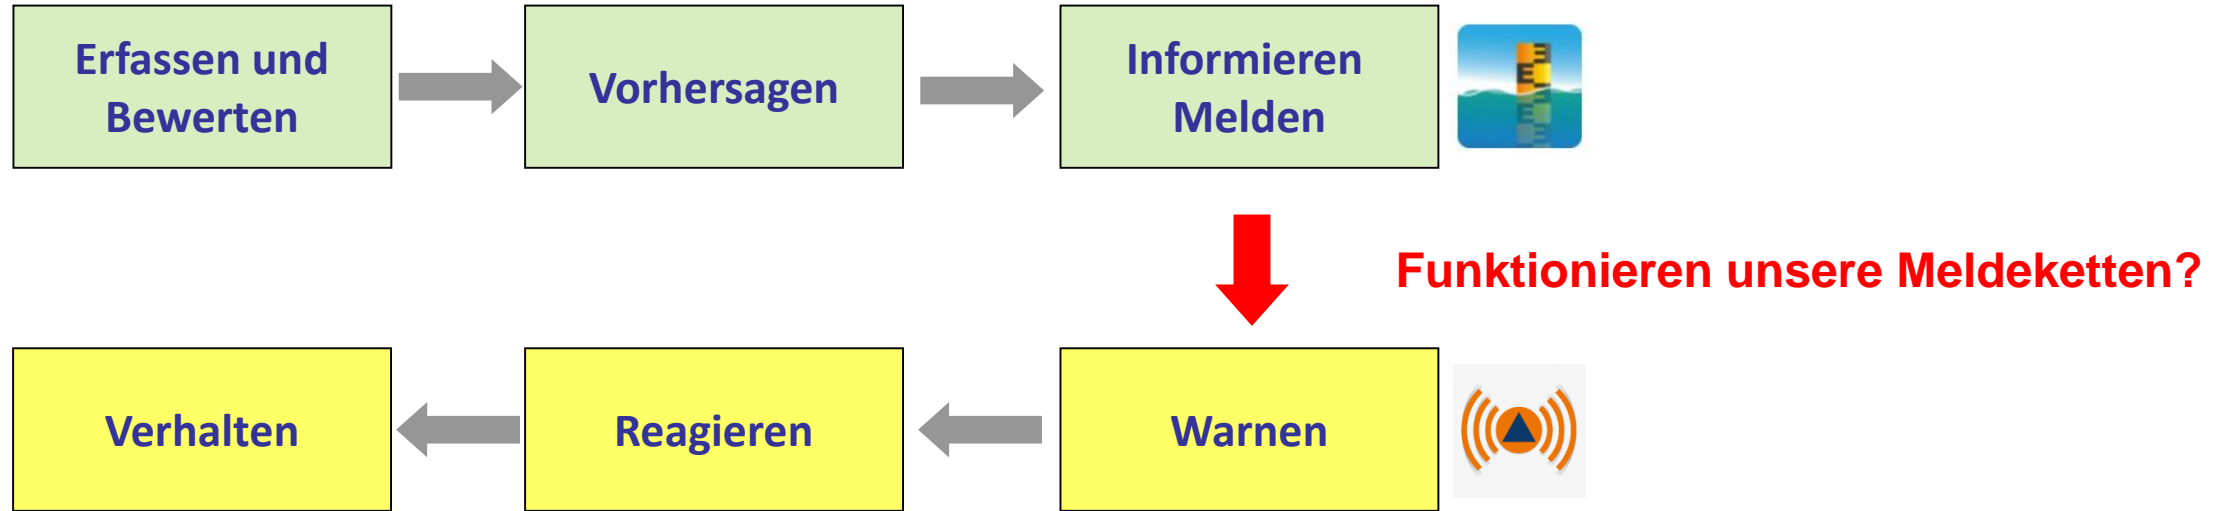 Erfassen und
Bewerten
Vorhersagen
Informieren
Melden
Funktionieren unsere Meldeketten?
Verhalten
Reagieren
Warnen